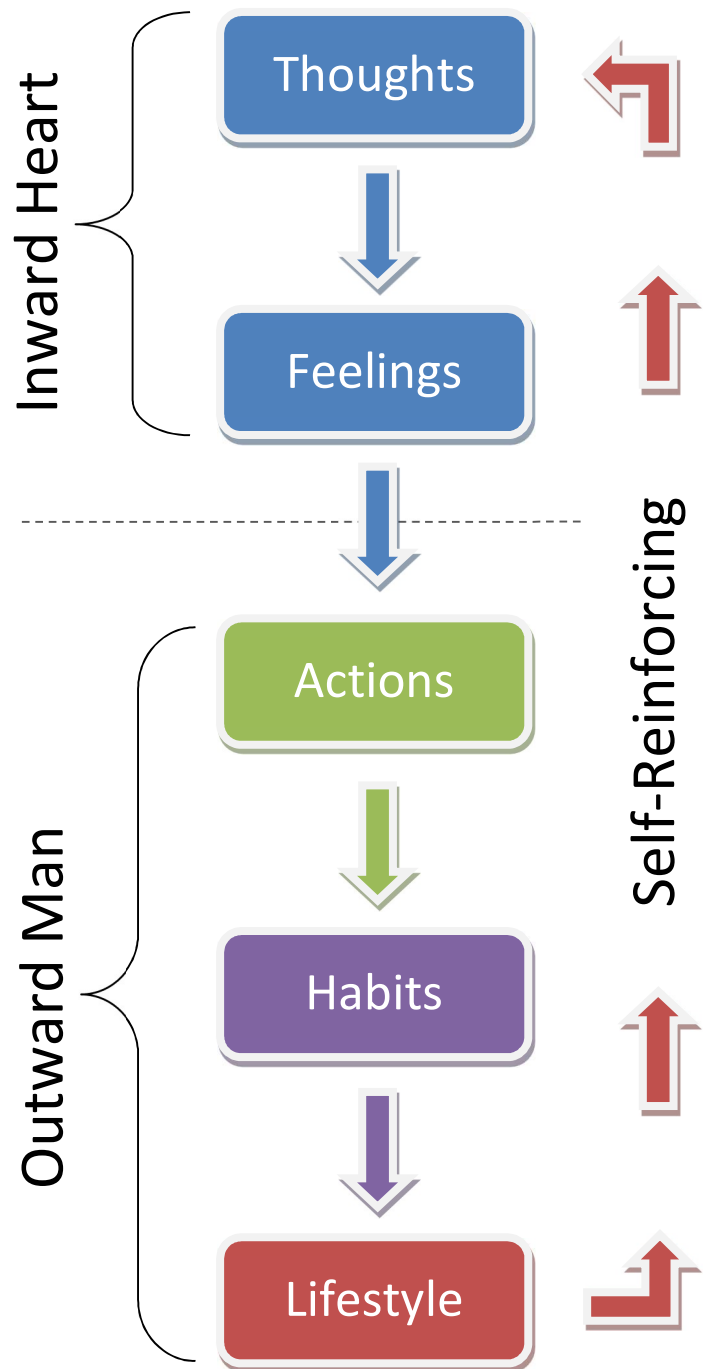 Inward Heart
Thoughts
Feelings
Self-Reinforcing
Outward Man
Actions
Habits
Lifestyle